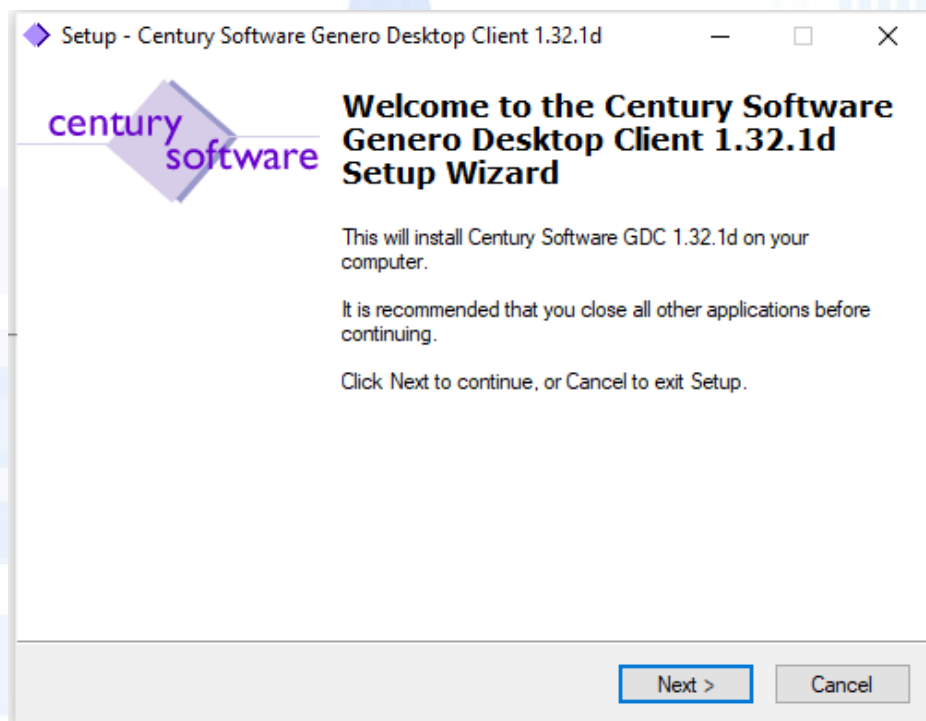 Setup - Century Software Genero Desktop Client 1.32.1d
century
software
Welcome to the Century Software
Genero Desktop Client 1.32.1d
Setup Wizard
This will install Century Software GDC 1.32.1d on your
computer.
It is recommended that you close all other applications before
continuing.
Click Next to continue, or Cancel to exit Setup.
Next >
Cancel